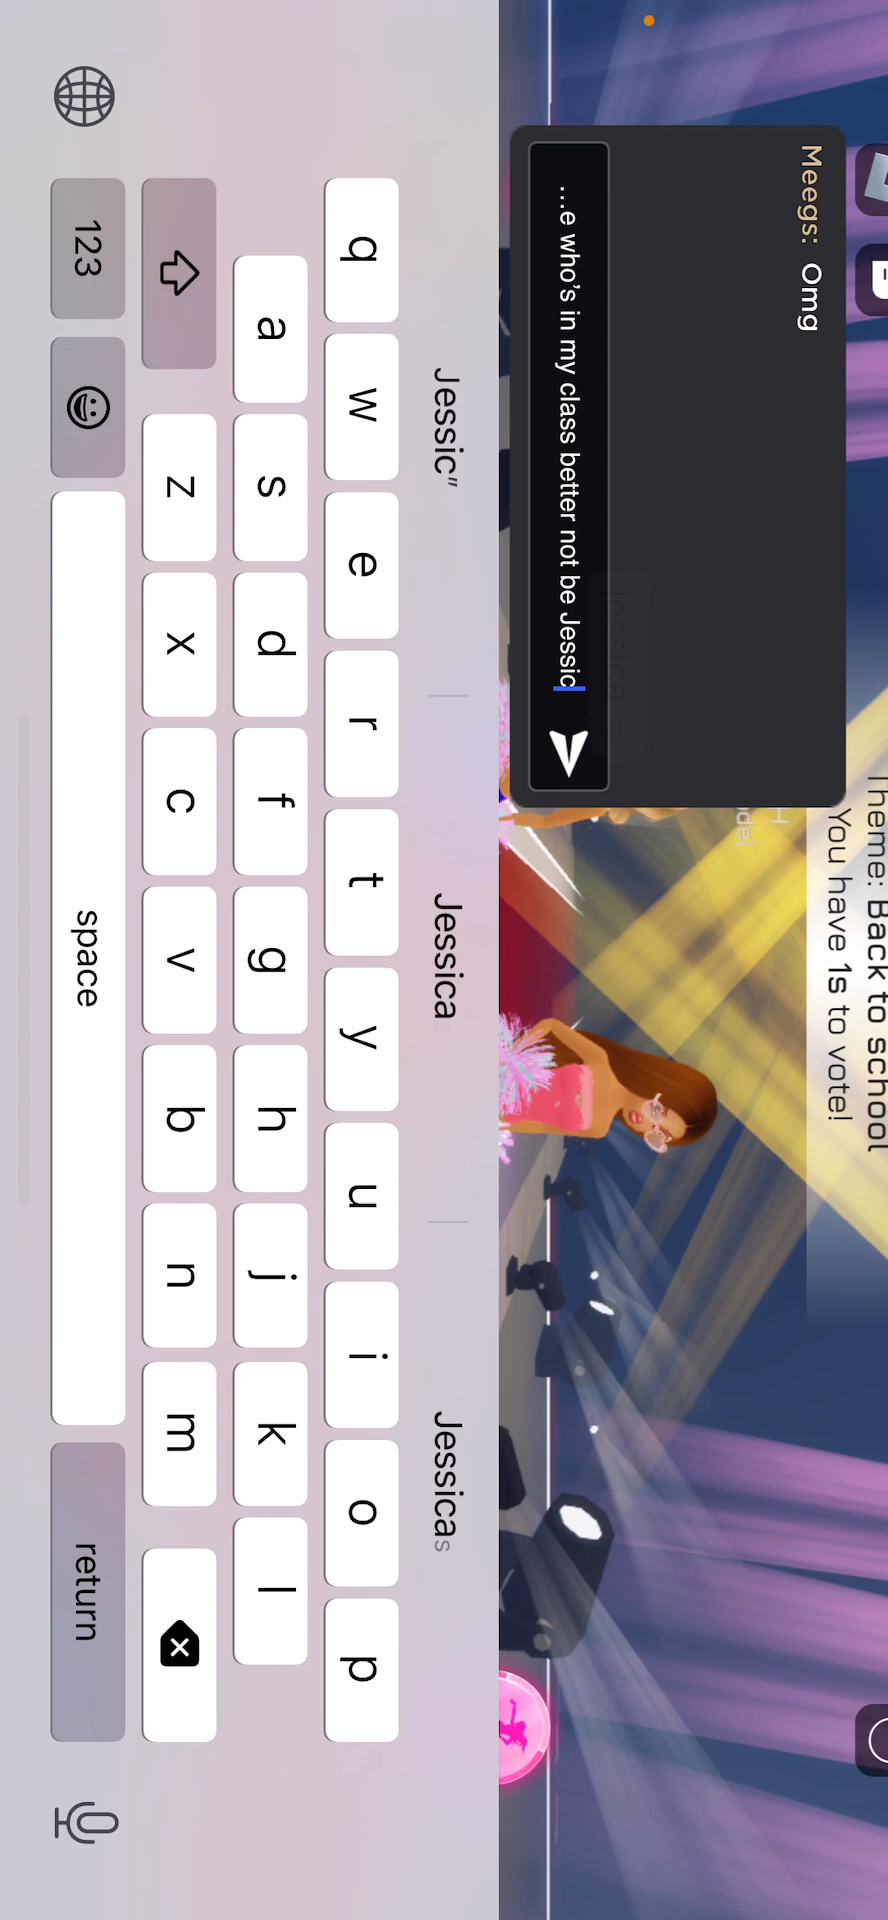 Theme: Back to school
You have 1s to vote!
Meegs: Omg
...e who's in my class better not be Jessic
Jessic" Jessica Jessicas
q w e r t y u i o p
a s d f g h j k l
z x c v b n m
123 space return